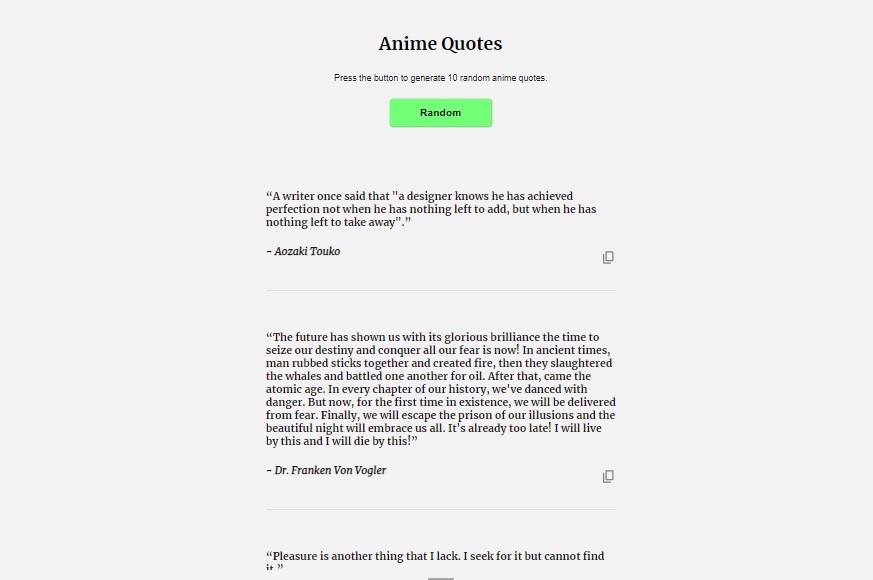 Anime Quotes
Press the button to generate 10 random anime quotes.
Random
“A writer once said that "a designer knows he has achieved
perfection not when he has nothing left to add, but when he has
nothing left to take away".”
- Aozaki Touko
“The future has shown us with its glorious brilliance the time to
seize our destiny and conquer all our fear is now! In ancient times,
man rubbed sticks together and created fire, then they slaughtered
the whales and battled one another for oil. After that, came the
atomic age. In every chapter of our history, we've danced with
danger. But now, for the first time in existence, we will be delivered
from fear. Finally, we will escape the prison of our illusions and the
beautiful night will embrace us all. It's already too late! I will live
by this and I will die by this!”
- Dr. Franken Von Vogler
“Pleasure is another thing that I lack. I seek for it but cannot find
it.”